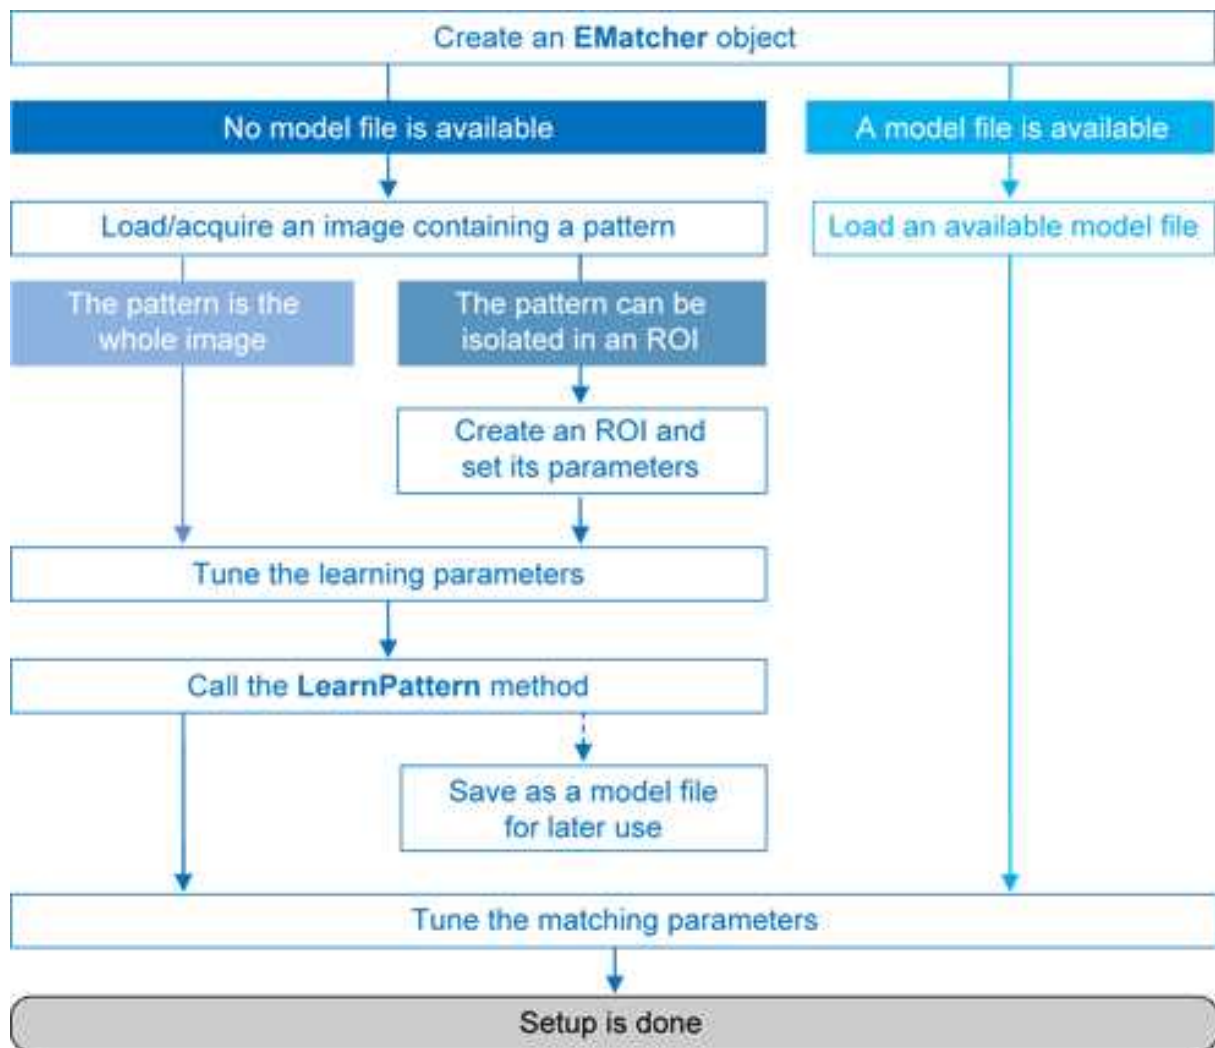 Create an EMatcher object
No model file is available
A model file is available
Load/acquire an image containing a pattern
Load an available model file
The pattern is the
whole image
The pattern can be
isolated in an ROI
Create an ROI and
set its parameters
Tune the learning parameters
Call the LearnPattern method
Save as a model file
for later use
Tune the matching parameters
Setup is done